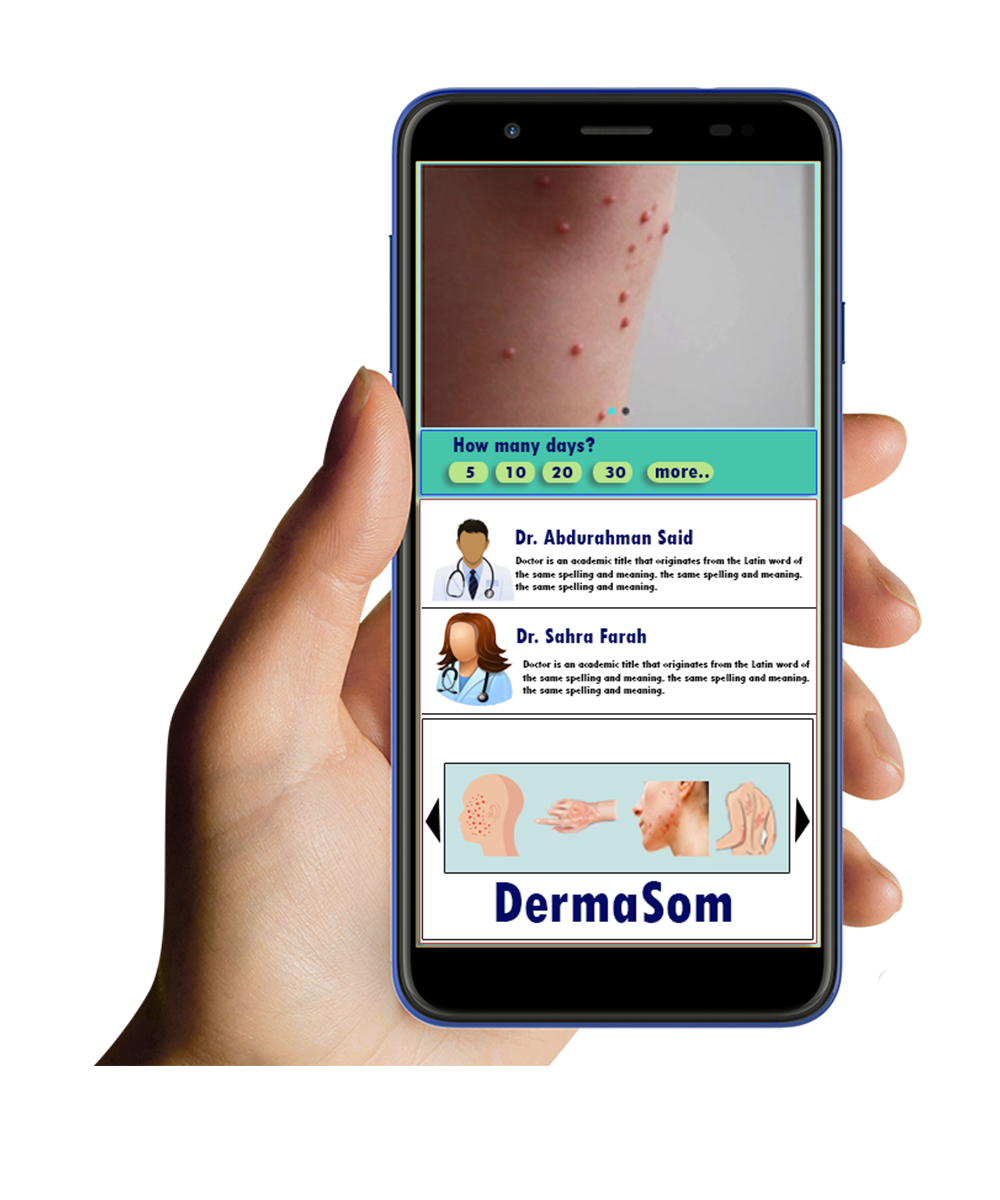 How many days?
5 10 20 30 more..
Dr. Abdurahman Said
Doctor is an academic title that originates from the Latin word of
the same spelling and meaning. the same spelling and meaning.
the same spelling and meaning.
Dr. Sahra Farah
Doctor is an academic title that originates from the Latin word of
the same spelling and meaning. the same spelling and meaning.
the same spelling and meaning.
DermaSom